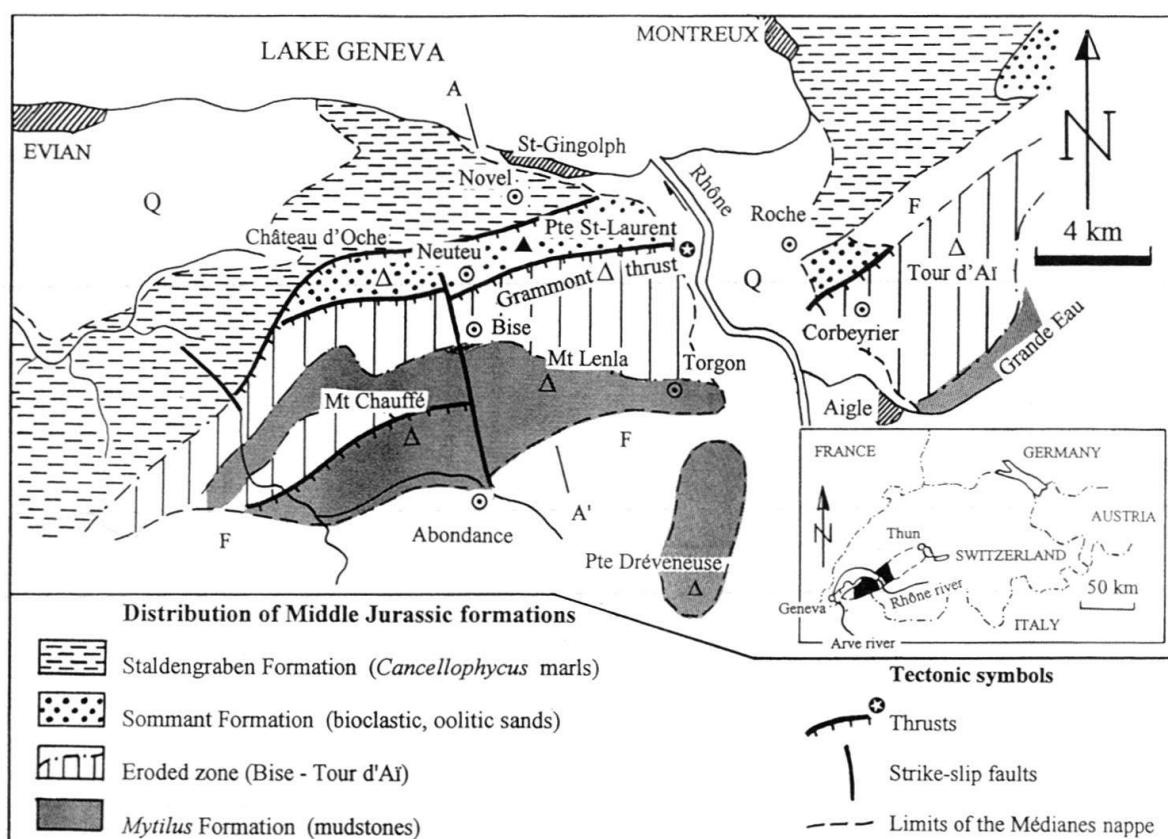 LAKE GENEVA
MONTREUX
A
EVIAN
St-Gingolph
N
Novel
Rhône
Q
Roche
F
Château d'Oche
Pte St-Laurent
4 km
Neuteu
Tour d'Aï
Grammont thrust
Q
Bise
Corbeyrier
Mt Lenla
Torgon
Grande Eau
Mt Chauffé
Aigle
F
A'
F
Abondance
Pte Dréveneuse
FRANCE
GERMANY
N
AUSTRIA
Thun
SWITZERLAND
Geneva
Rhône river
50 km
ITALY
Arve river
Distribution of Middle Jurassic formations
Staldengraben Formation (Cancellophycus marls)
Sommant Formation (bioclastic, oolitic sands)
Eroded zone (Bise - Tour d'Aï)
Mytilus Formation (mudstones)
Tectonic symbols
Thrusts
Strike-slip faults
Limits of the Médianes nappe